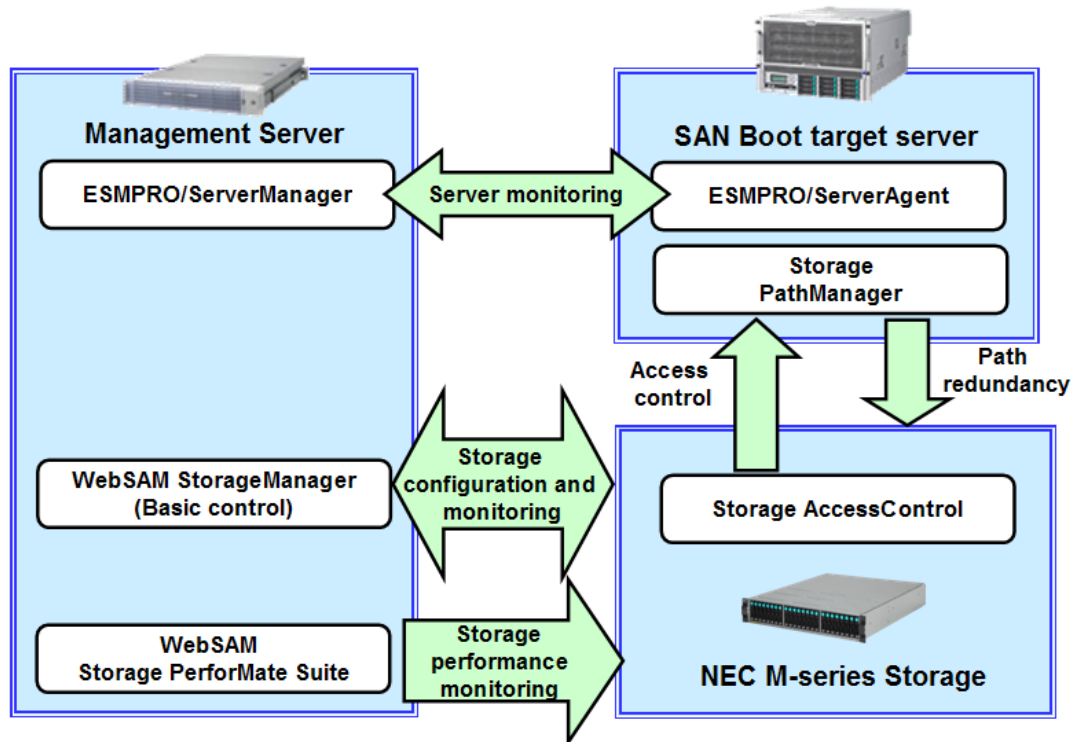 Management Server
ESMPRO/ServerManager
Server monitoring
SAN Boot target server
ESMPRO/ServerAgent
Storage
PathManager
Access
control
Path
redundancy
WebSAM StorageManager
(Basic control)
Storage
configuration and
monitoring
Storage AccessControl
WebSAM
Storage PerforMate Suite
Storage
performance
monitoring
NEC M-series Storage